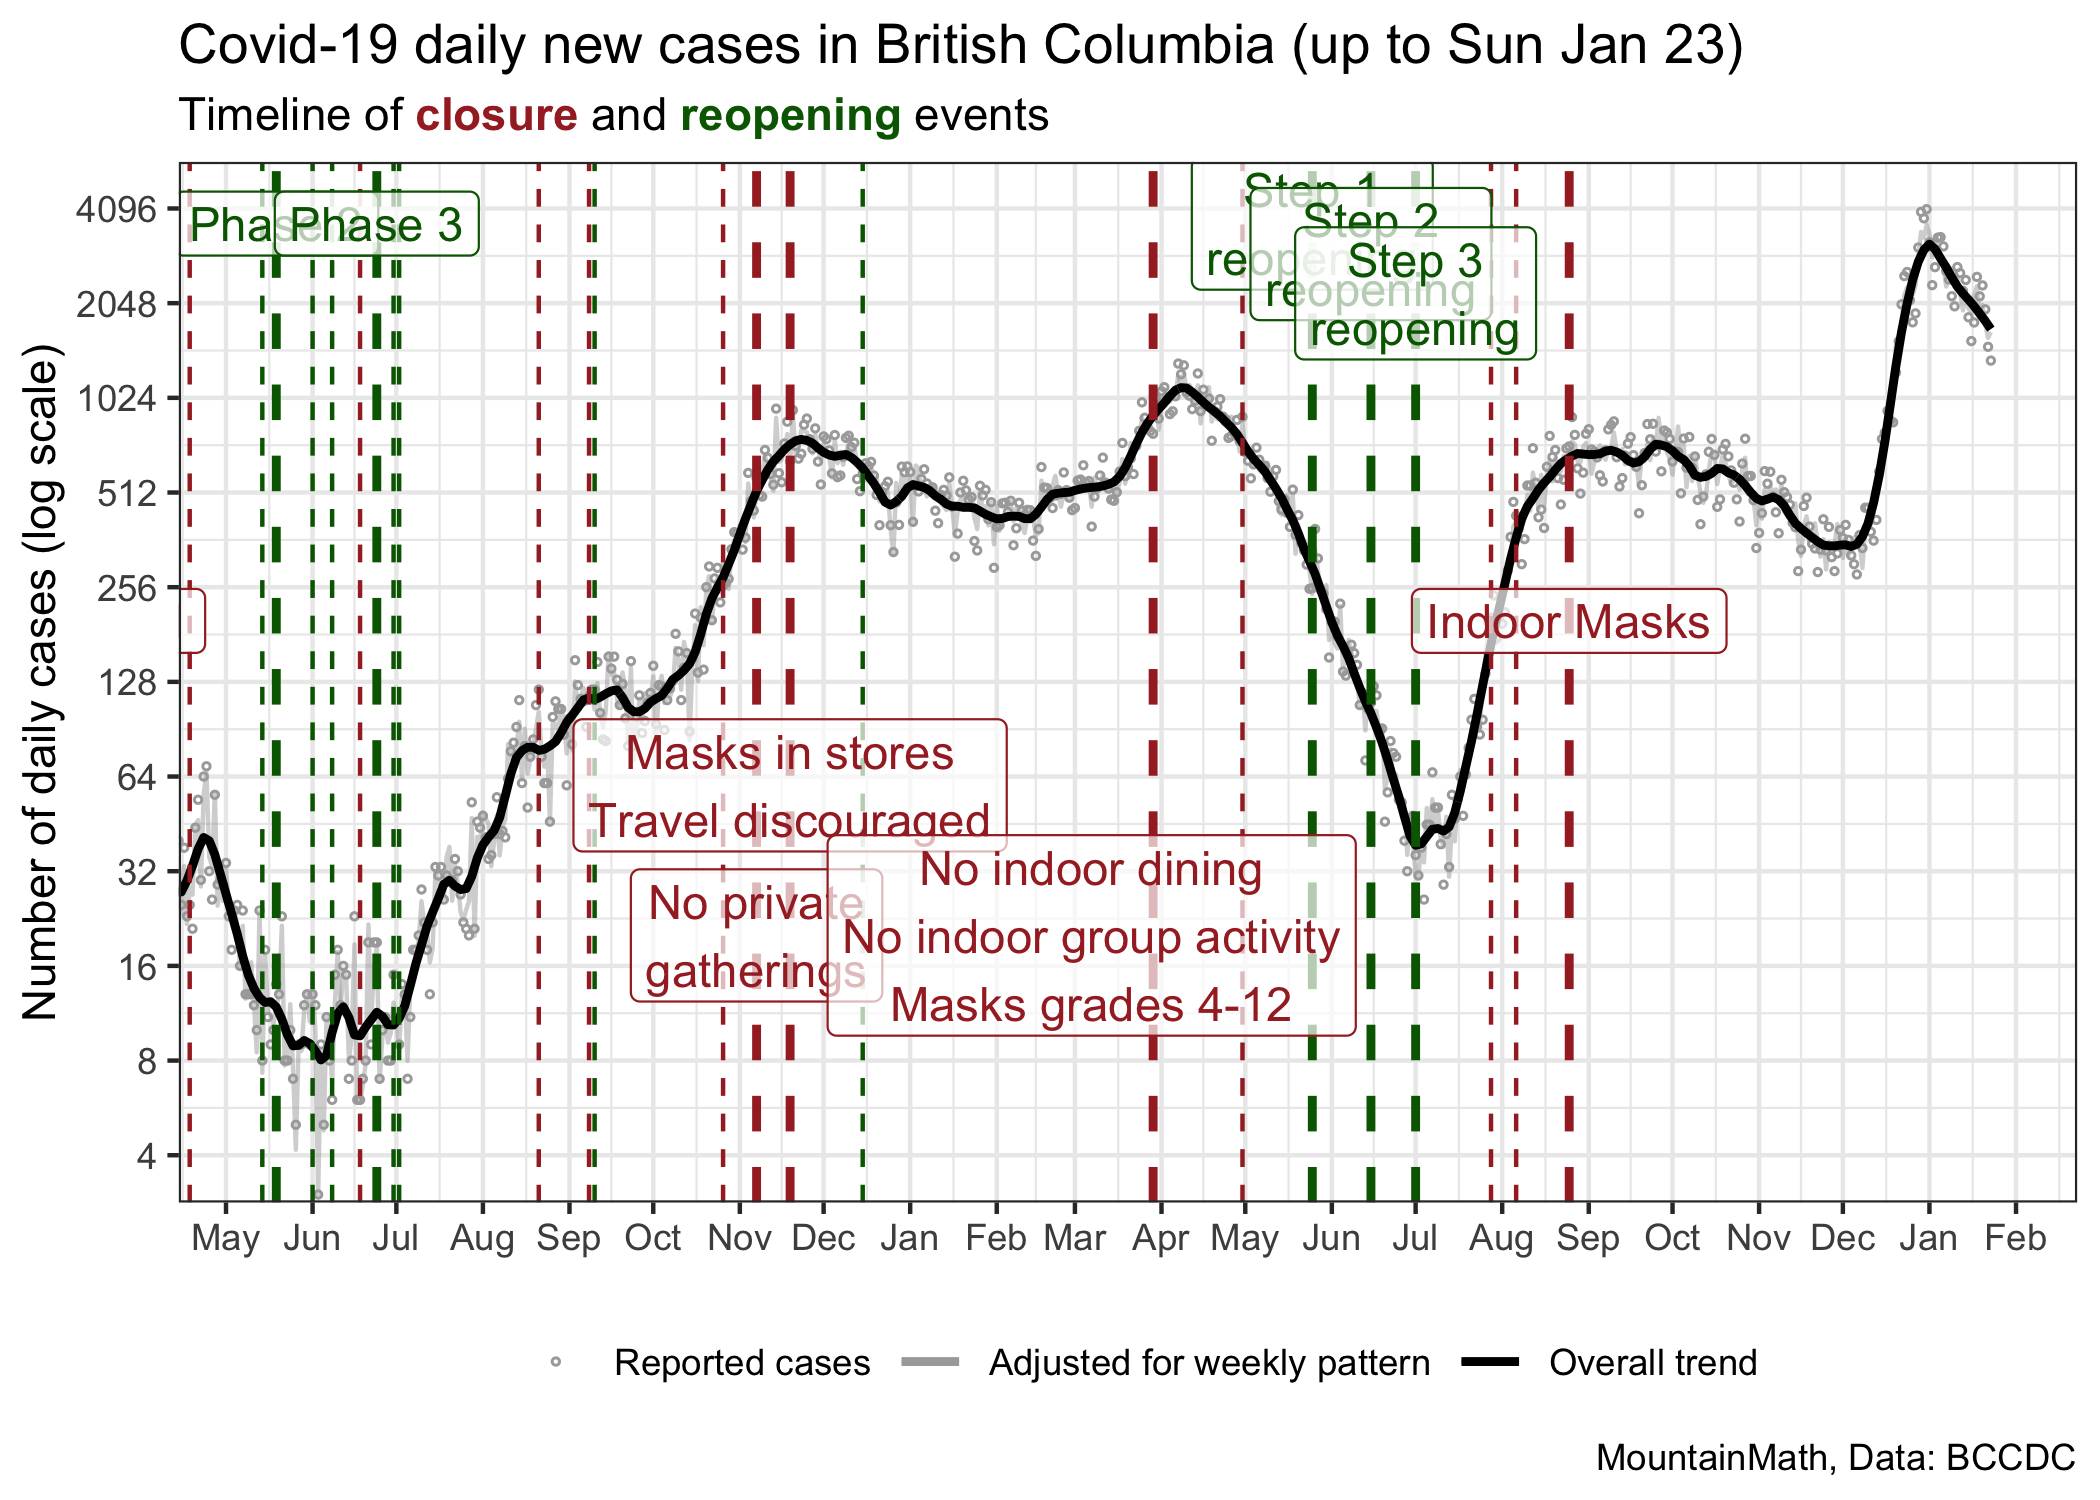 Covid-19 daily new cases in British Columbia (up to Sun Jan 23)
Timeline of closure and reopening events
Number of daily cases (log scale)
4096
2048
1024
512
256
128
64
32
16
8
4
Phase 2
Phase 3
Step 1
reopening
Step 2
reopening
Step 3
reopening
Indoor Masks
Masks in stores
Travel discouraged
No private
gatherings
No indoor dining
No indoor group activity
Masks grades 4-12
May Jun Jul Aug Sep Oct Nov Dec Jan Feb Mar Apr May Jun Jul Aug Sep Oct Nov Dec Jan Feb
Reported cases Adjusted for weekly pattern Overall trend
MountainMath, Data: BCCDC